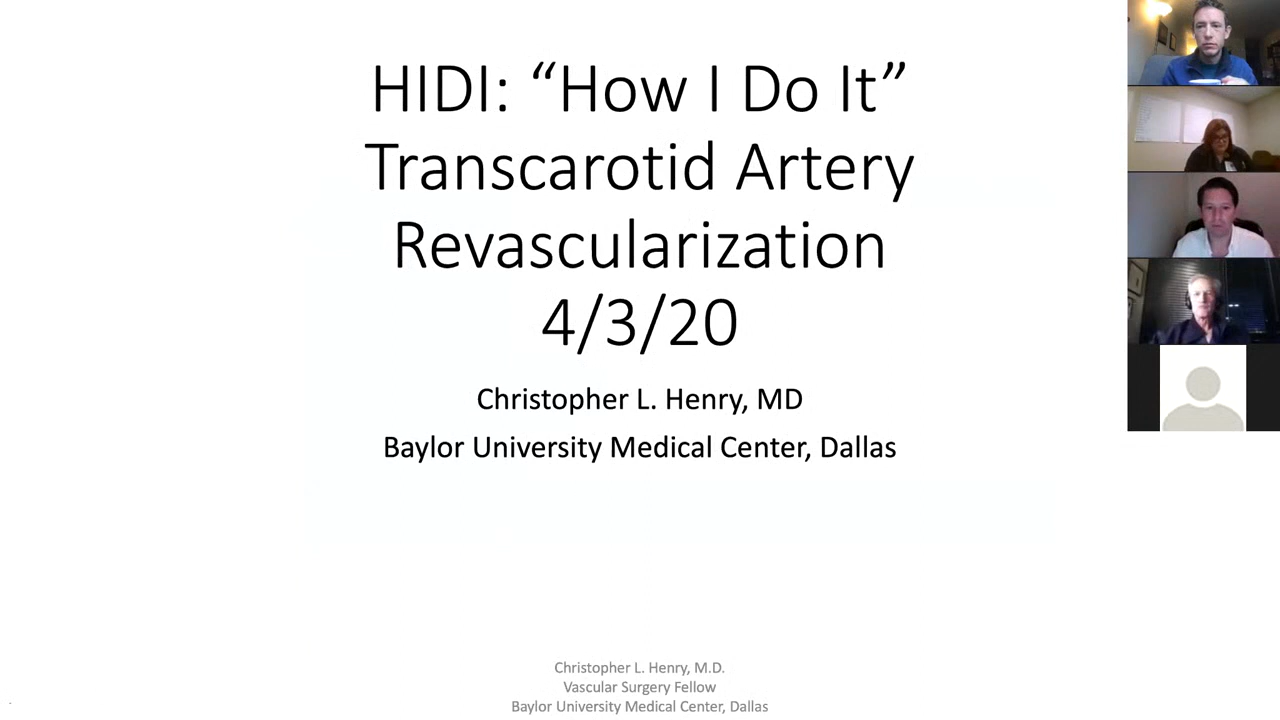 HIDI: “How I Do It”
Transcarotid Artery
Revascularization
4/3/20
Christopher L. Henry, MD
Baylor University Medical Center, Dallas
Christopher L. Henry, M.D.
Vascular Surgery Fellow
Baylor University Medical Center, Dallas